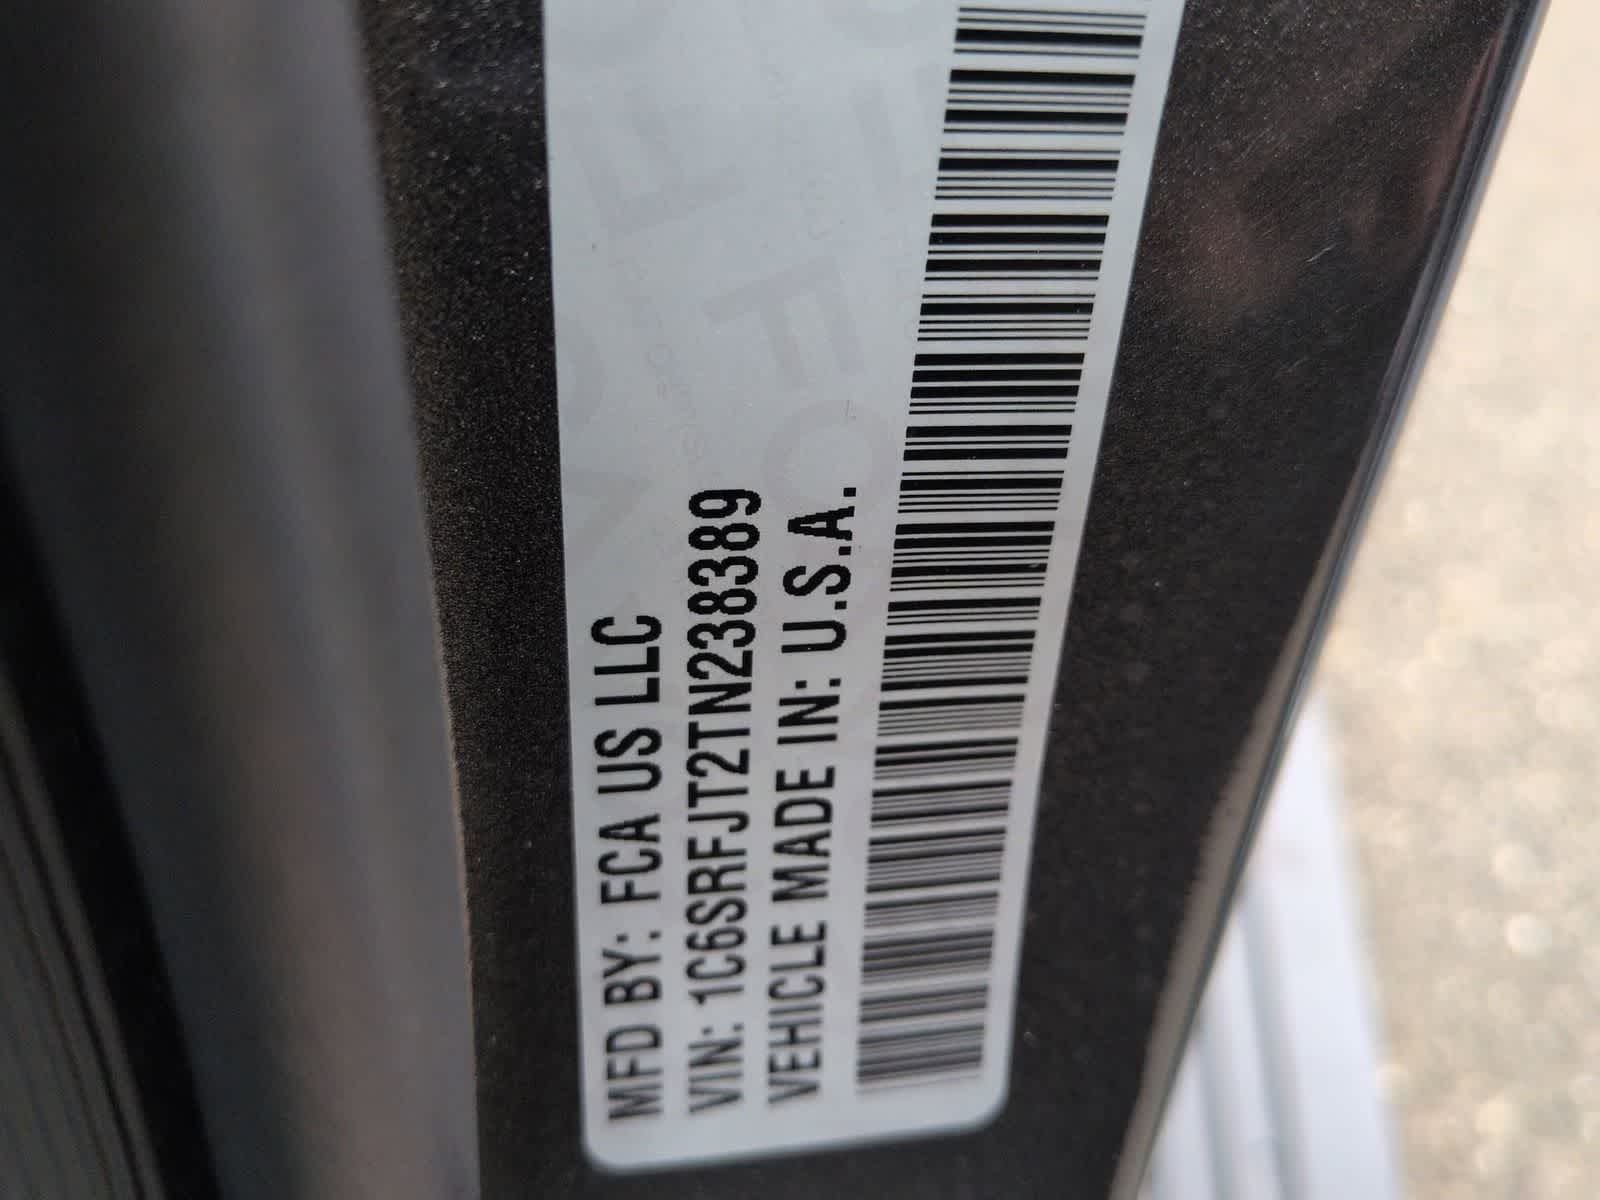 MFD BY: FCA US LLC
VIN: 1C6SRFJT2TN238389
VEHICLE MADE IN: U.S.A.